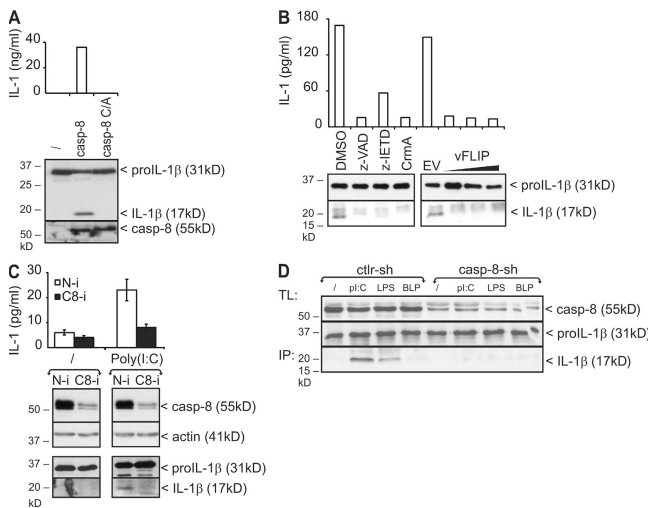 A
IL-1 (ng/ml)
40
20
0
/
casp-8
casp-8 C/A
37
20
50
kD
< proIL-1β (31kD)
< IL-1β (17kD)
< casp-8 (55kD)
B
IL-1 (pg/ml)
180
120
60
0
DMSO
z-VAD
z-IETD
CrmA
EV
vFLIP
37
20
15
kD
< proIL-1β (31kD)
< IL-1β (17kD)
C
N-i
C8-i
IL-1 (pg/ml)
30
20
10
0
/ Poly(I:C)
N-i C8-i N-i C8-i
50
37
37
20
kD
< casp-8 (55kD)
< actin (41kD)
< proIL-1β (31kD)
< IL-1β (17kD)
D
ctlr-sh casp-8-sh
/ pI:C LPS BLP / pI:C LPS BLP
TL:
50
37
IP:
20
15
kD
< casp-8 (55kD)
< proIL-1β (31kD)
< IL-1β (17kD)